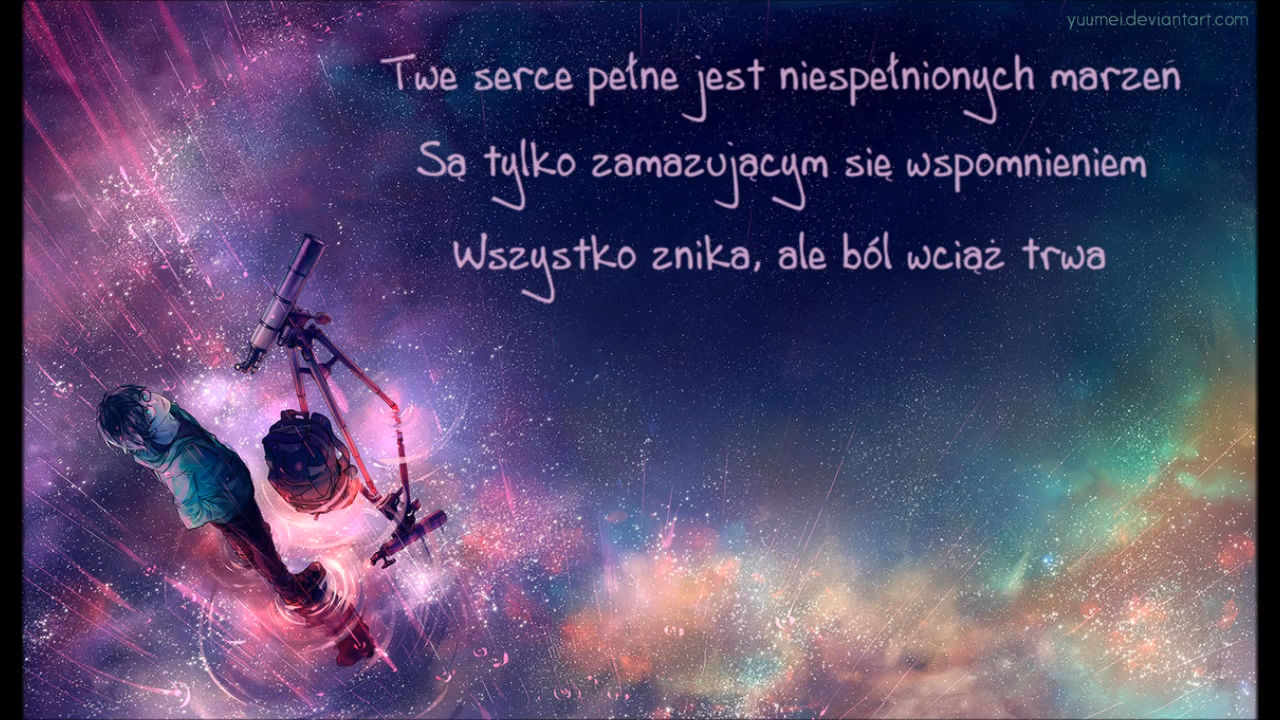 yuumei.deviantart.com
Twe serce pełne jest niespełnionych marzeń
Są tylko zamazującym się wspomnieniem
Wszystko znika, ale ból wciąż trwa